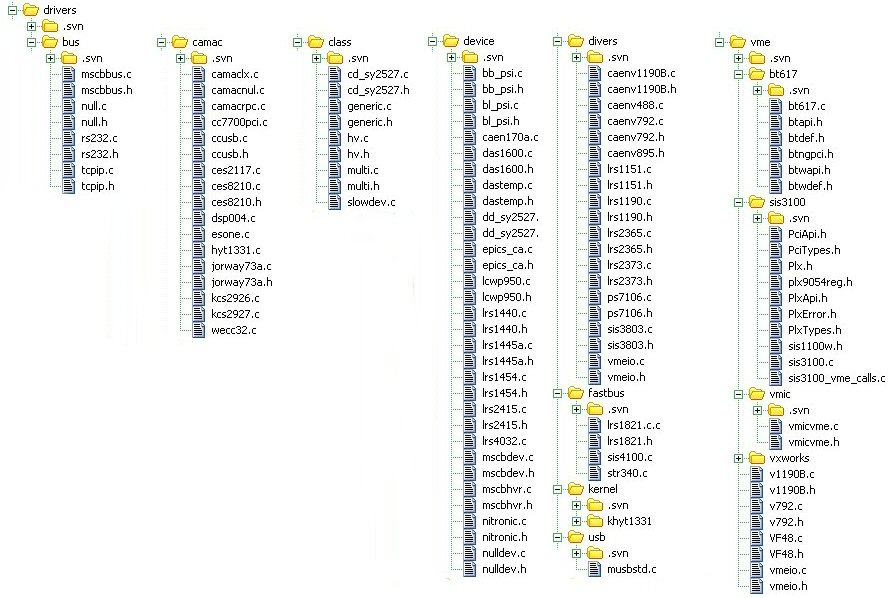 drivers
.svn
bus
.svn
mscbbus.c
mscbbus.h
null.c
null.h
rs232.c
rs232.h
tcpip.c
tcpip.h
camac
.svn
camaclx.c
camacnul.c
camacrpc.c
cc7700pci.c
ccusb.c
ccusb.h
ces2117.c
ces8210.c
ces8210.h
dsp004.c
esone.c
hyt1331.c
jorway73a.c
jorway73a.h
kcs2926.c
kcs2927.c
wecc32.c
class
.svn
cd_sy2527.c
cd_sy2527.h
generic.c
generic.h
hv.c
hv.h
multi.c
multi.h
slowdev.c
device
.svn
bb_psi.c
bb_psi.h
bl_psi.c
bl_psi.h
caen170a.c
das1600.c
das1600.h
dastemp.c
dastemp.h
dd_sy2527.
dd_sy2527.
epics_ca.c
epics_ca.h
lcwp950.c
lcwp950.h
lrs1440.c
lrs1440.h
lrs1445a.c
lrs1445a.h
lrs1454.c
lrs1454.h
lrs2415.c
lrs2415.h
lrs4032.c
mscbdev.c
mscbdev.h
mscbhvr.c
mscbhvr.h
nitronic.c
nitronic.h
nulldev.c
nulldev.h
divers
.svn
caenv1190B.c
caenv1190B.h
caenv488.c
caenv792.c
caenv792.h
caenv895.h
lrs1151.c
lrs1151.h
lrs1190.c
lrs1190.h
lrs2365.c
lrs2365.h
lrs2373.c
lrs2373.h
ps7106.c
ps7106.h
sis3803.c
sis3803.h
vmeio.c
vmeio.h
fastbus
.svn
lrs1821.c.c
lrs1821.h
sis4100.c
str340.c
kernel
.svn
khyt1331
usb
.svn
musbstd.c
vme
.svn
bt617
.svn
bt617.c
btapi.h
btdef.h
btngpci.h
btwapi.h
btwdef.h
sis3100
.svn
PciApi.h
PciTypes.h
Plx.h
plx9054reg.h
PlxApi.h
PlxError.h
PlxTypes.h
sis1100w.h
sis3100.c
sis3100_vme_calls.c
vmic
.svn
vmicvme.c
vmicvme.h
vxworks
v1190B.c
v1190B.h
v792.c
v792.h
VF48.c
VF48.h
vmeio.c
vmeio.h